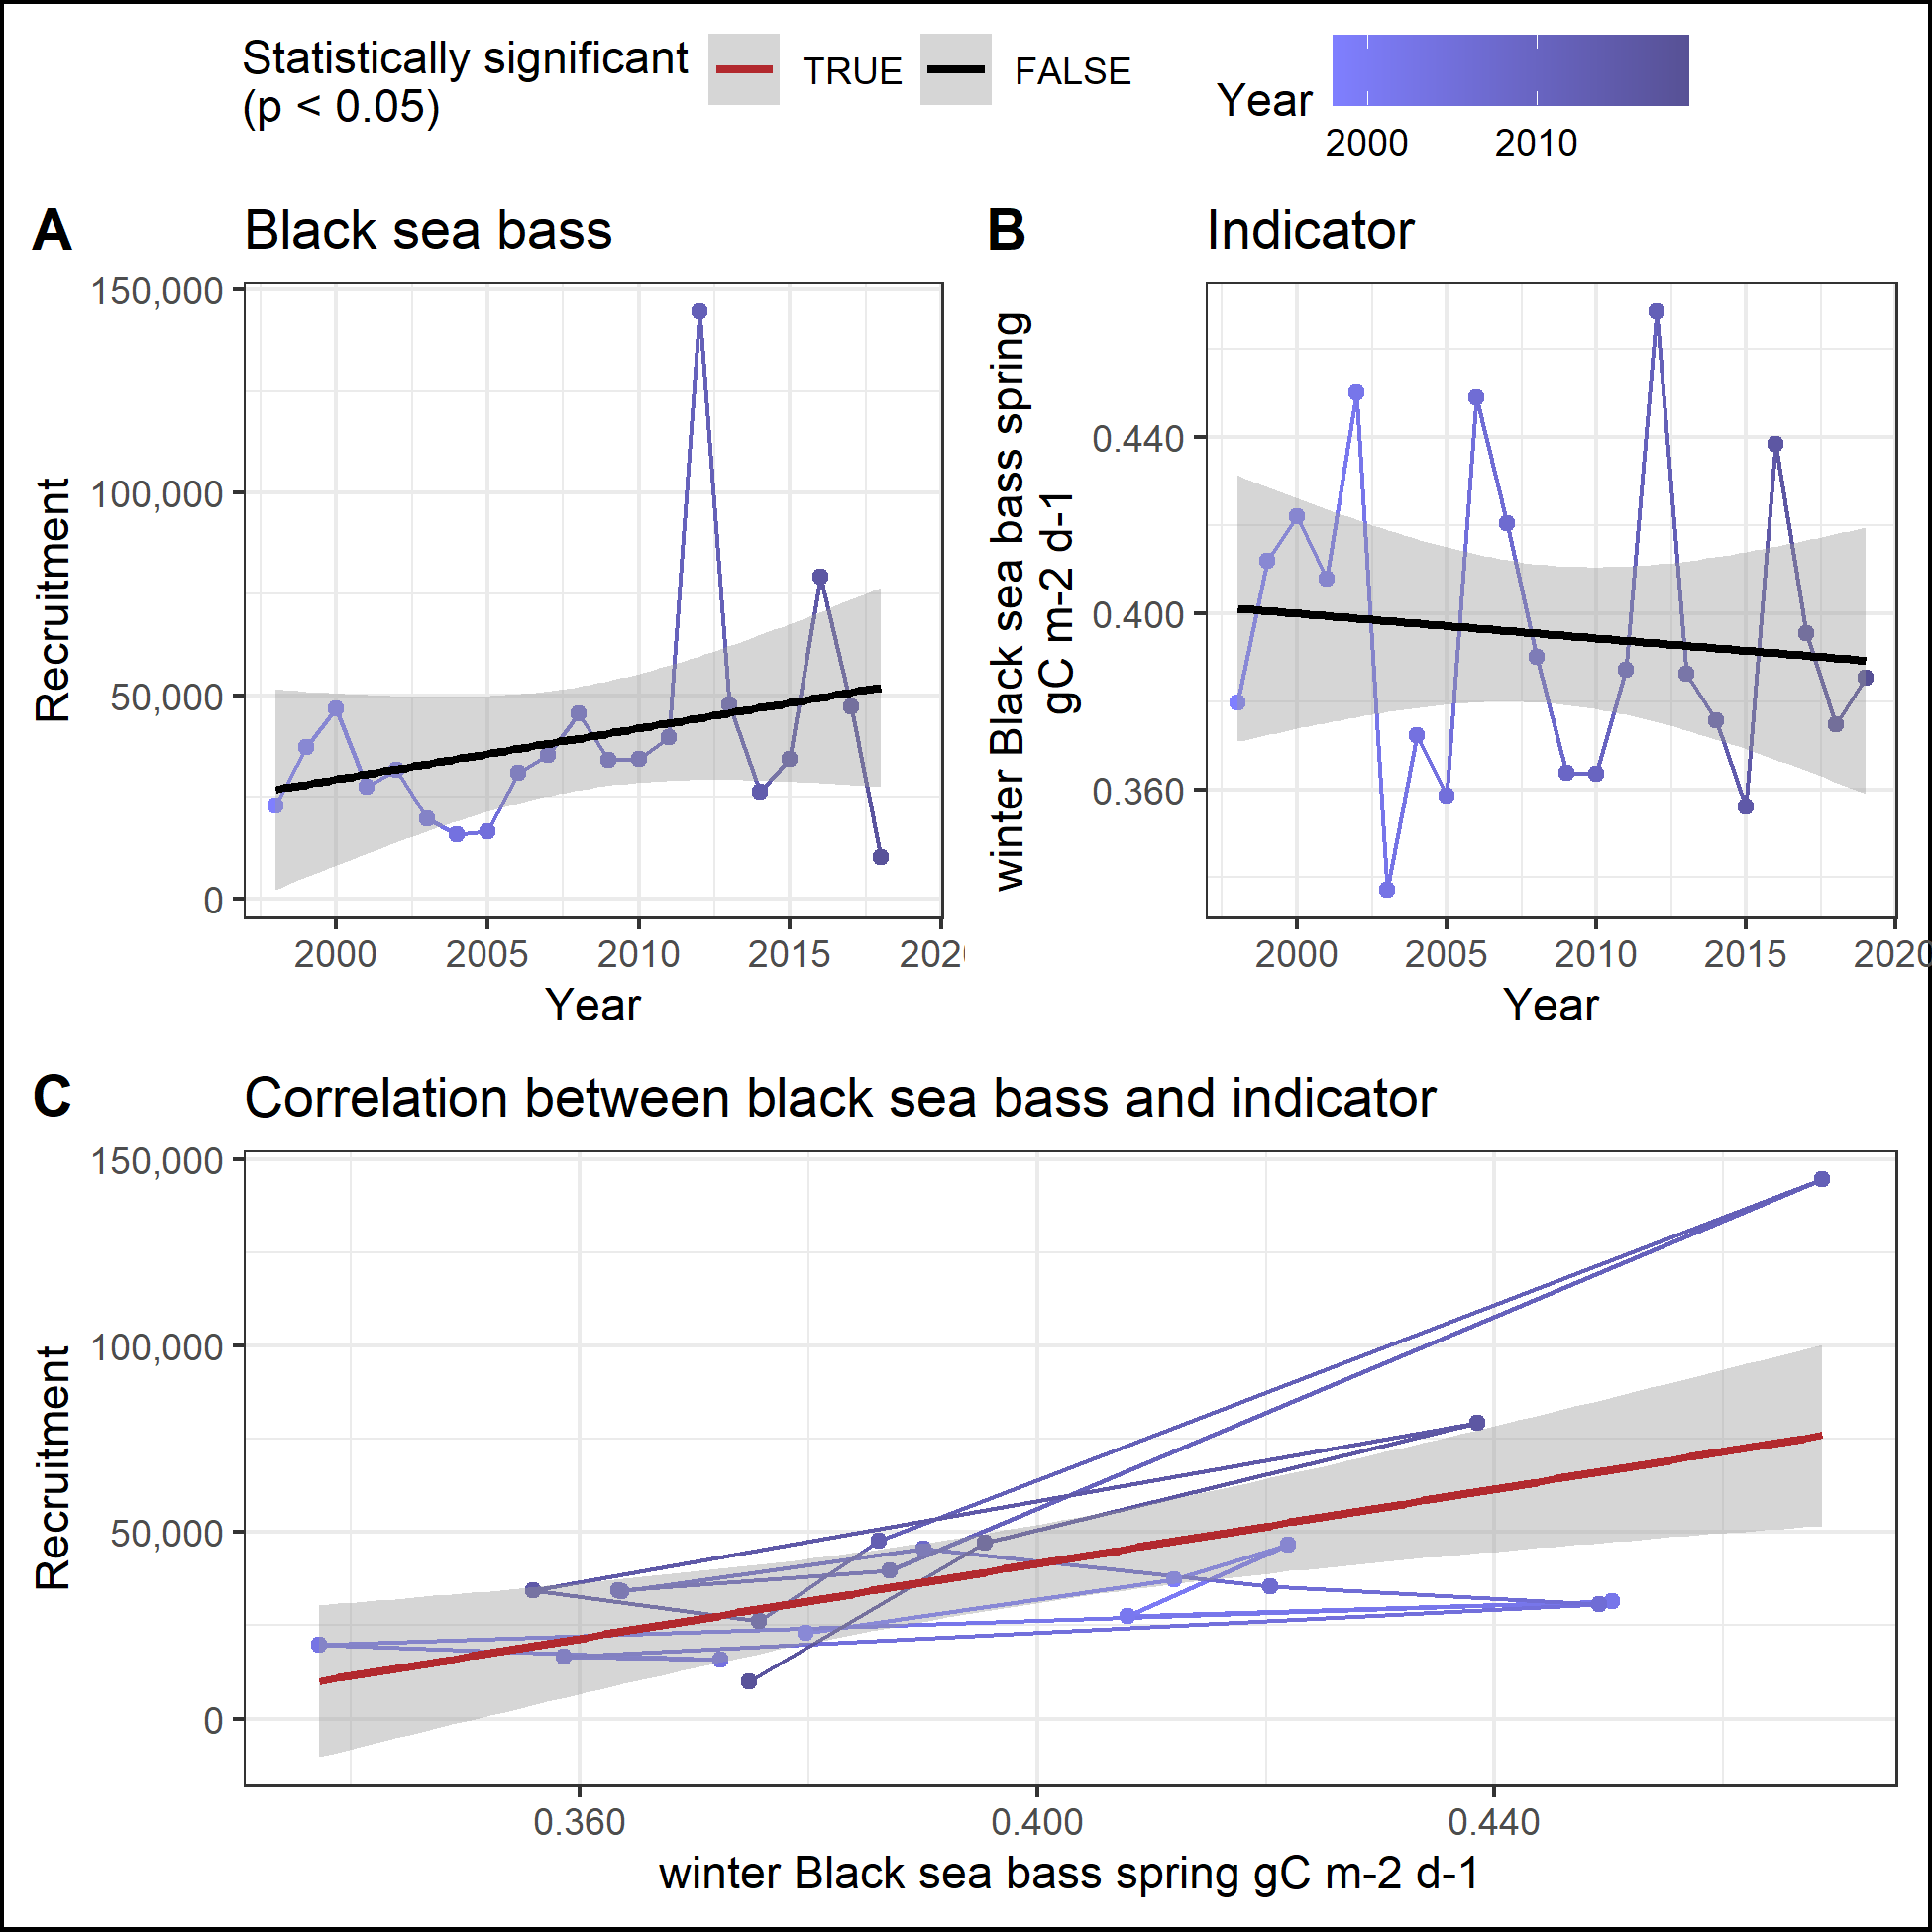 Statistically significant
(p < 0.05)
TRUE
FALSE
Year
2000 2010
A
Black sea bass
150,000
100,000
50,000
0
Recruitment
2000 2005 2010 2015 202
Year
B
Indicator
winter Black sea bass spring
gC m-2 d-1
0.440
0.400
0.360
2000 2005 2010 2015 2020
Year
C
Correlation between black sea bass and indicator
150,000
100,000
50,000
0
Recruitment
0.360 0.400 0.440
winter Black sea bass spring gC m-2 d-1